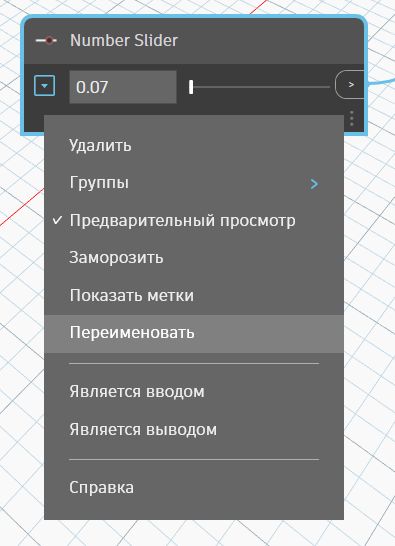 Number Slider
0.07
>
Удалить
Группы >
✓ Предварительный просмотр
Заморозить
Показать метки
Переименовать
Является вводом
Является выводом
Справка